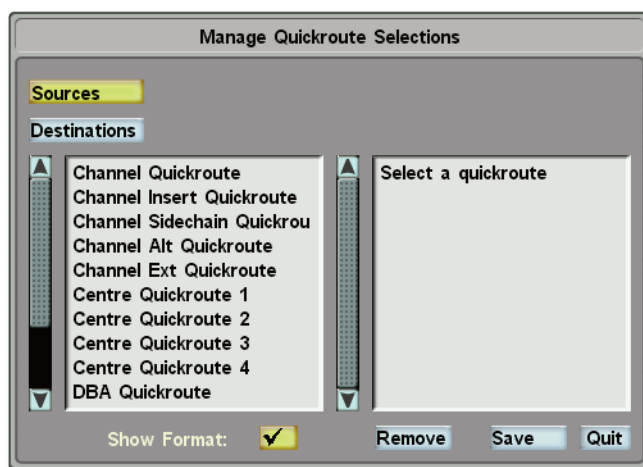 Manage Quickroute Selections
Sources
Destinations
Channel Quickroute
Channel Insert Quickroute
Channel Sidechain Quickrou
Channel Alt Quickroute
Channel Ext Quickroute
Centre Quickroute 1
Centre Quickroute 2
Centre Quickroute 3
Centre Quickroute 4
DBA Quickroute
Select a quickroute
Show Format:
Remove
Save
Quit